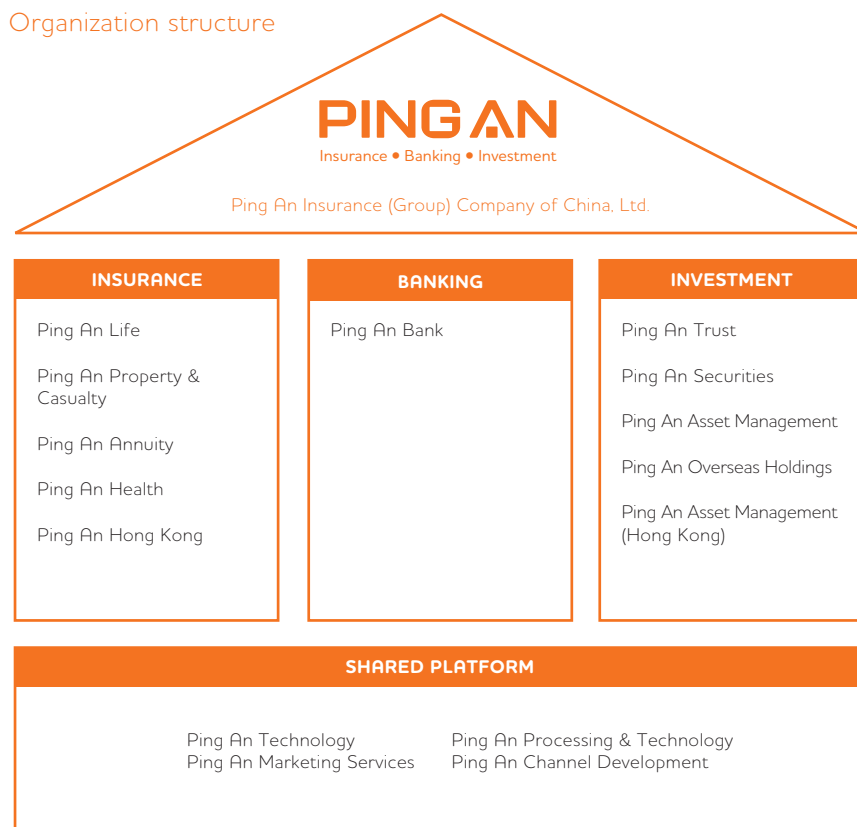 Organization structure
PING AN
Insurance • Banking • Investment
Ping An Insurance (Group) Company of China, Ltd.
INSURANCE
Ping An Life
Ping An Property &
Casualty
Ping An Annuity
Ping An Health
Ping An Hong Kong
BANKING
Ping An Bank
INVESTMENT
Ping An Trust
Ping An Securities
Ping An Asset Management
Ping An Overseas Holdings
Ping An Asset Management
(Hong Kong)
SHARED PLATFORM
Ping An Technology
Ping An Marketing Services
Ping An Processing & Technology
Ping An Channel Development